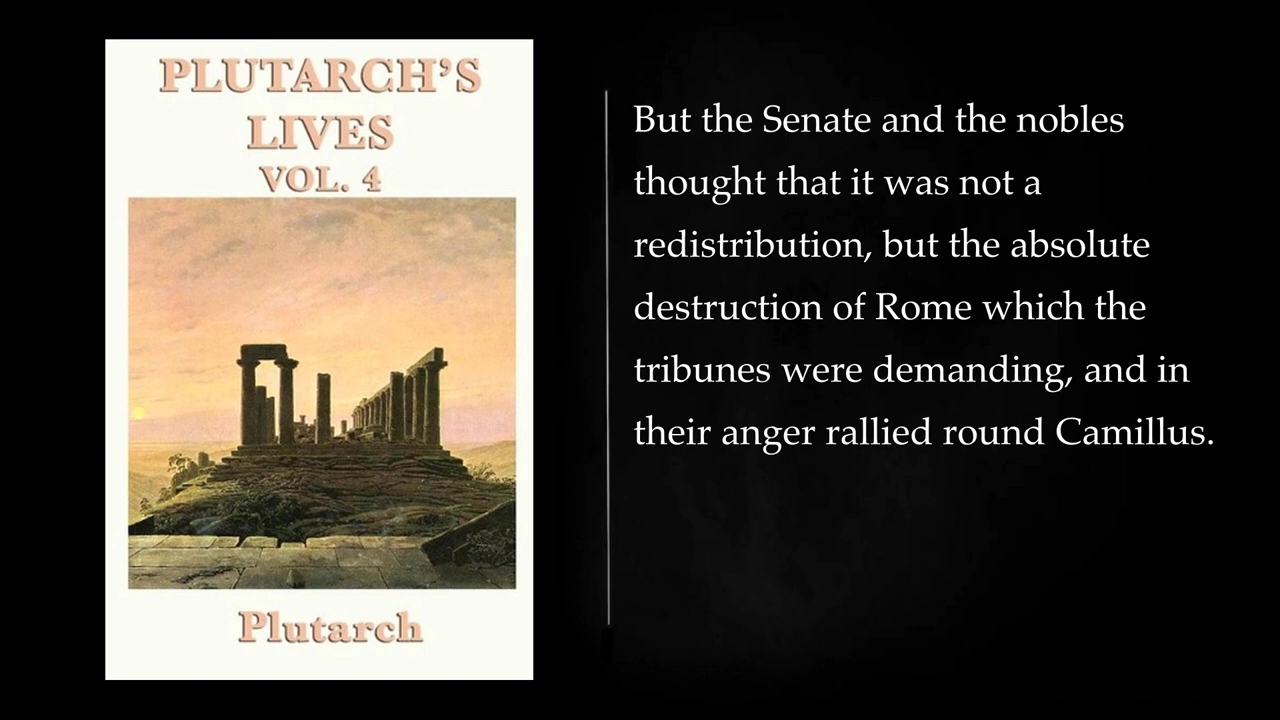 PLUTARCH'S
LIVES
VOL. 4
Plutarch
But the Senate and the nobles
thought that it was not a
redistribution, but the absolute
destruction of Rome which the
tribunes were demanding, and in
their anger rallied round Camillus.